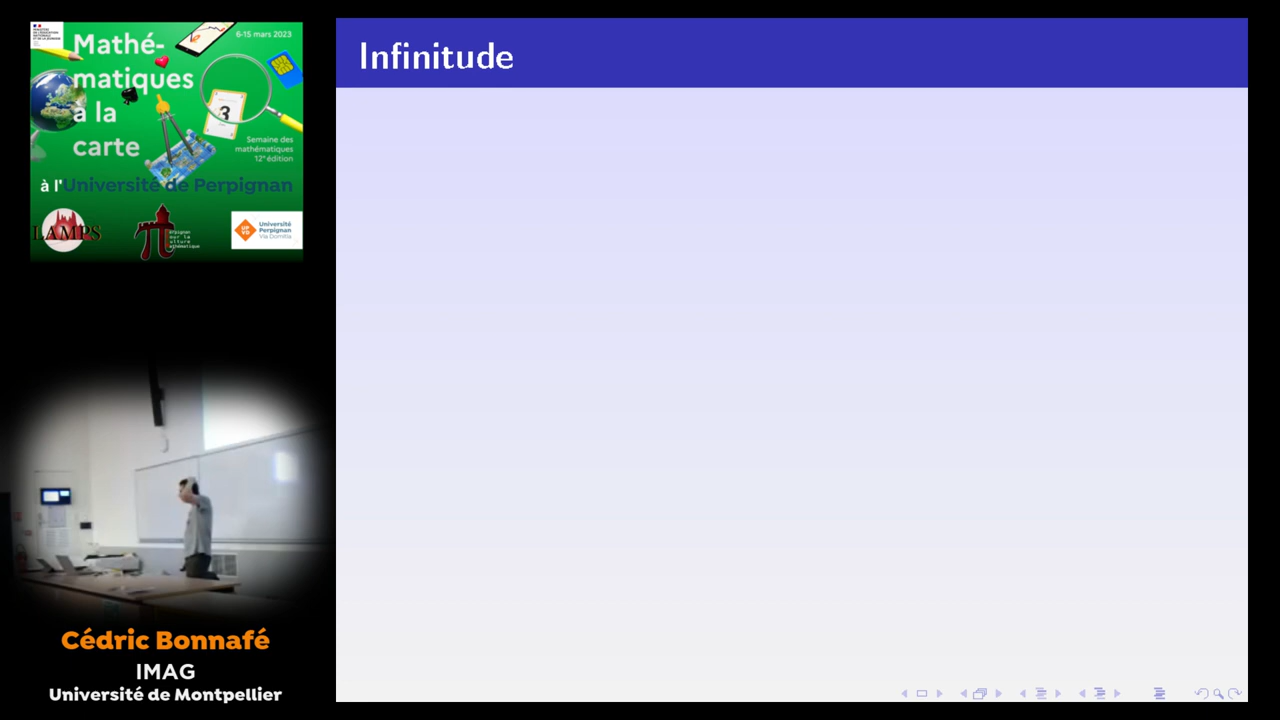 Mathé-
matiques
à la
carte
6-15 mars 2023
3
Semaine des
mathématiques
12e édition
à l'Université de Perpignan
LAMPS
Université
Perpignan
Via Domitia
Infinitude
Cédric Bonnafé
IMAG
Université de Montpellier